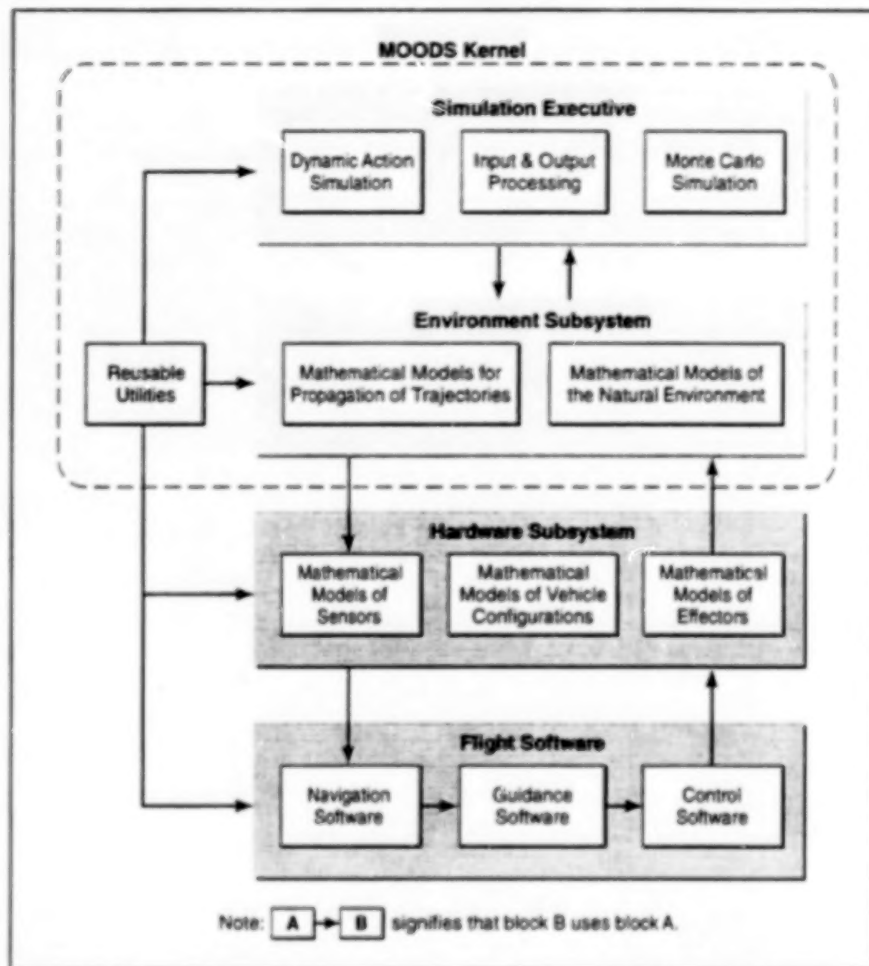 MOODS Kernel
Simulation Executive
Dynamic Action
Simulation
Input & Output
Processing
Monte Carlo
Simulation
Environment Subsystem
Reusable
Utilities
Mathematical Models for
Propagation of Trajectories
Mathematical Models of
the Natural Environment
Hardware Subsystem
Mathematical
Models of
Sensors
Mathematical
Models of Vehicle
Configurations
Mathematical
Models of
Effectors
Flight Software
Navigation
Software
Guidance
Software
Control
Software
Note: A B signifies that block B uses block A.